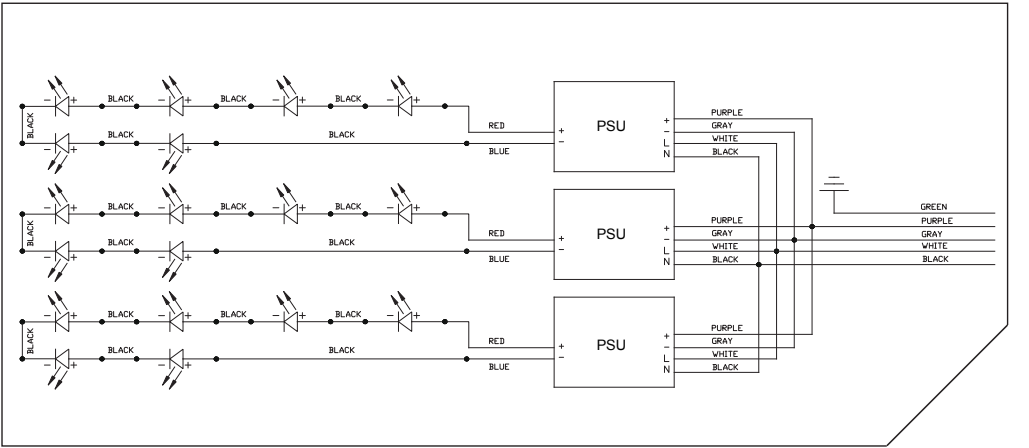 - + BLACK - + BLACK - + BLACK - +
BLACK
RED
- + BLACK - + BLACK
BLUE
+
-
PSU
+ PURPLE
- GRAY
L WHITE
N BLACK
- + BLACK - + BLACK - + BLACK - +
BLACK
RED
- + BLACK - + BLACK
BLUE
+
-
PSU
+ PURPLE
- GRAY
L WHITE
N BLACK
GREEN
PURPLE
GRAY
WHITE
BLACK
- + BLACK - + BLACK - + BLACK - +
BLACK
RED
- + BLACK - + BLACK
BLUE
+
-
PSU
+ PURPLE
- GRAY
L WHITE
N BLACK